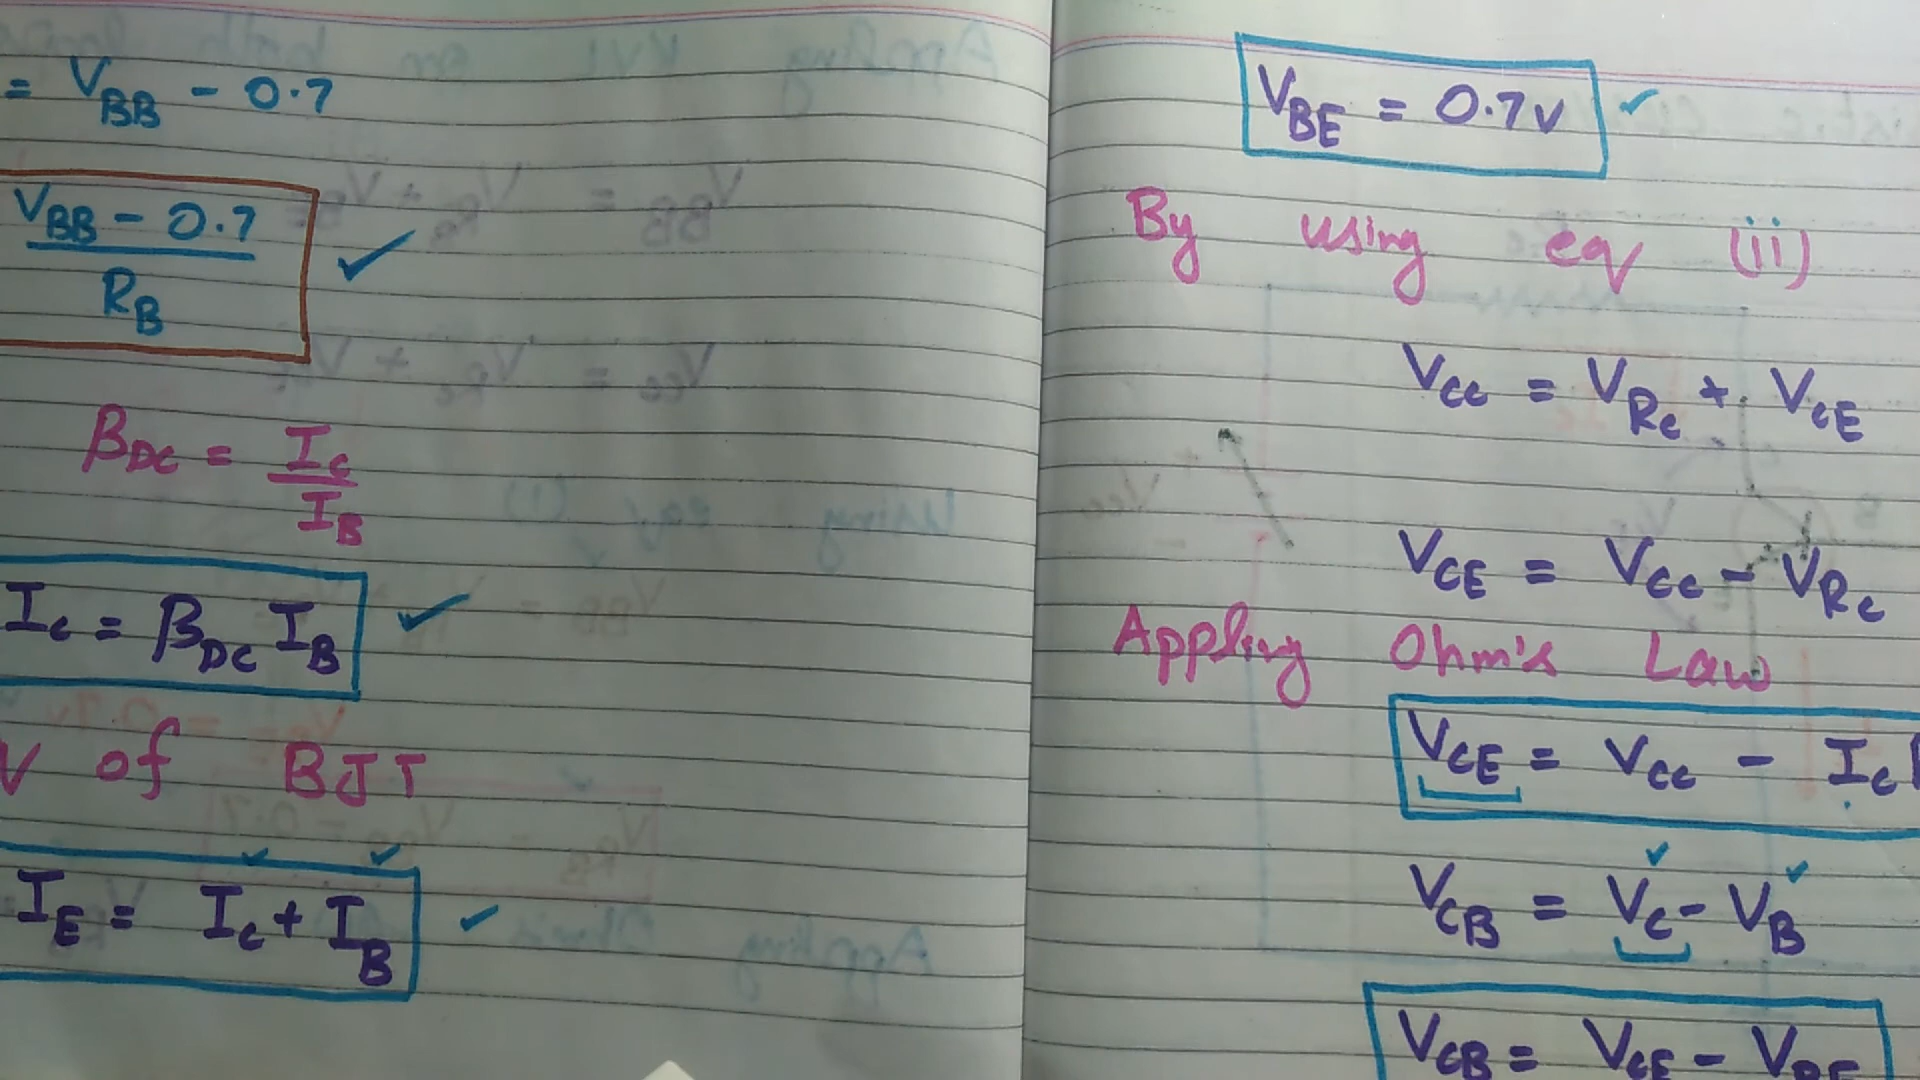 = VBB - 0.7
VBB - 0.7
RB
βDC = IC
IB
IC = βDC IB
V of BJT
IE = IC + IB
VBE = 0.7V
By using eq (ii)
VCC = VRC + VCE
VCE = VCC - VRC
Appling Ohm's Law
VCE = VCC - IC
VCB = VC - VB
VCB = VCE - VBE